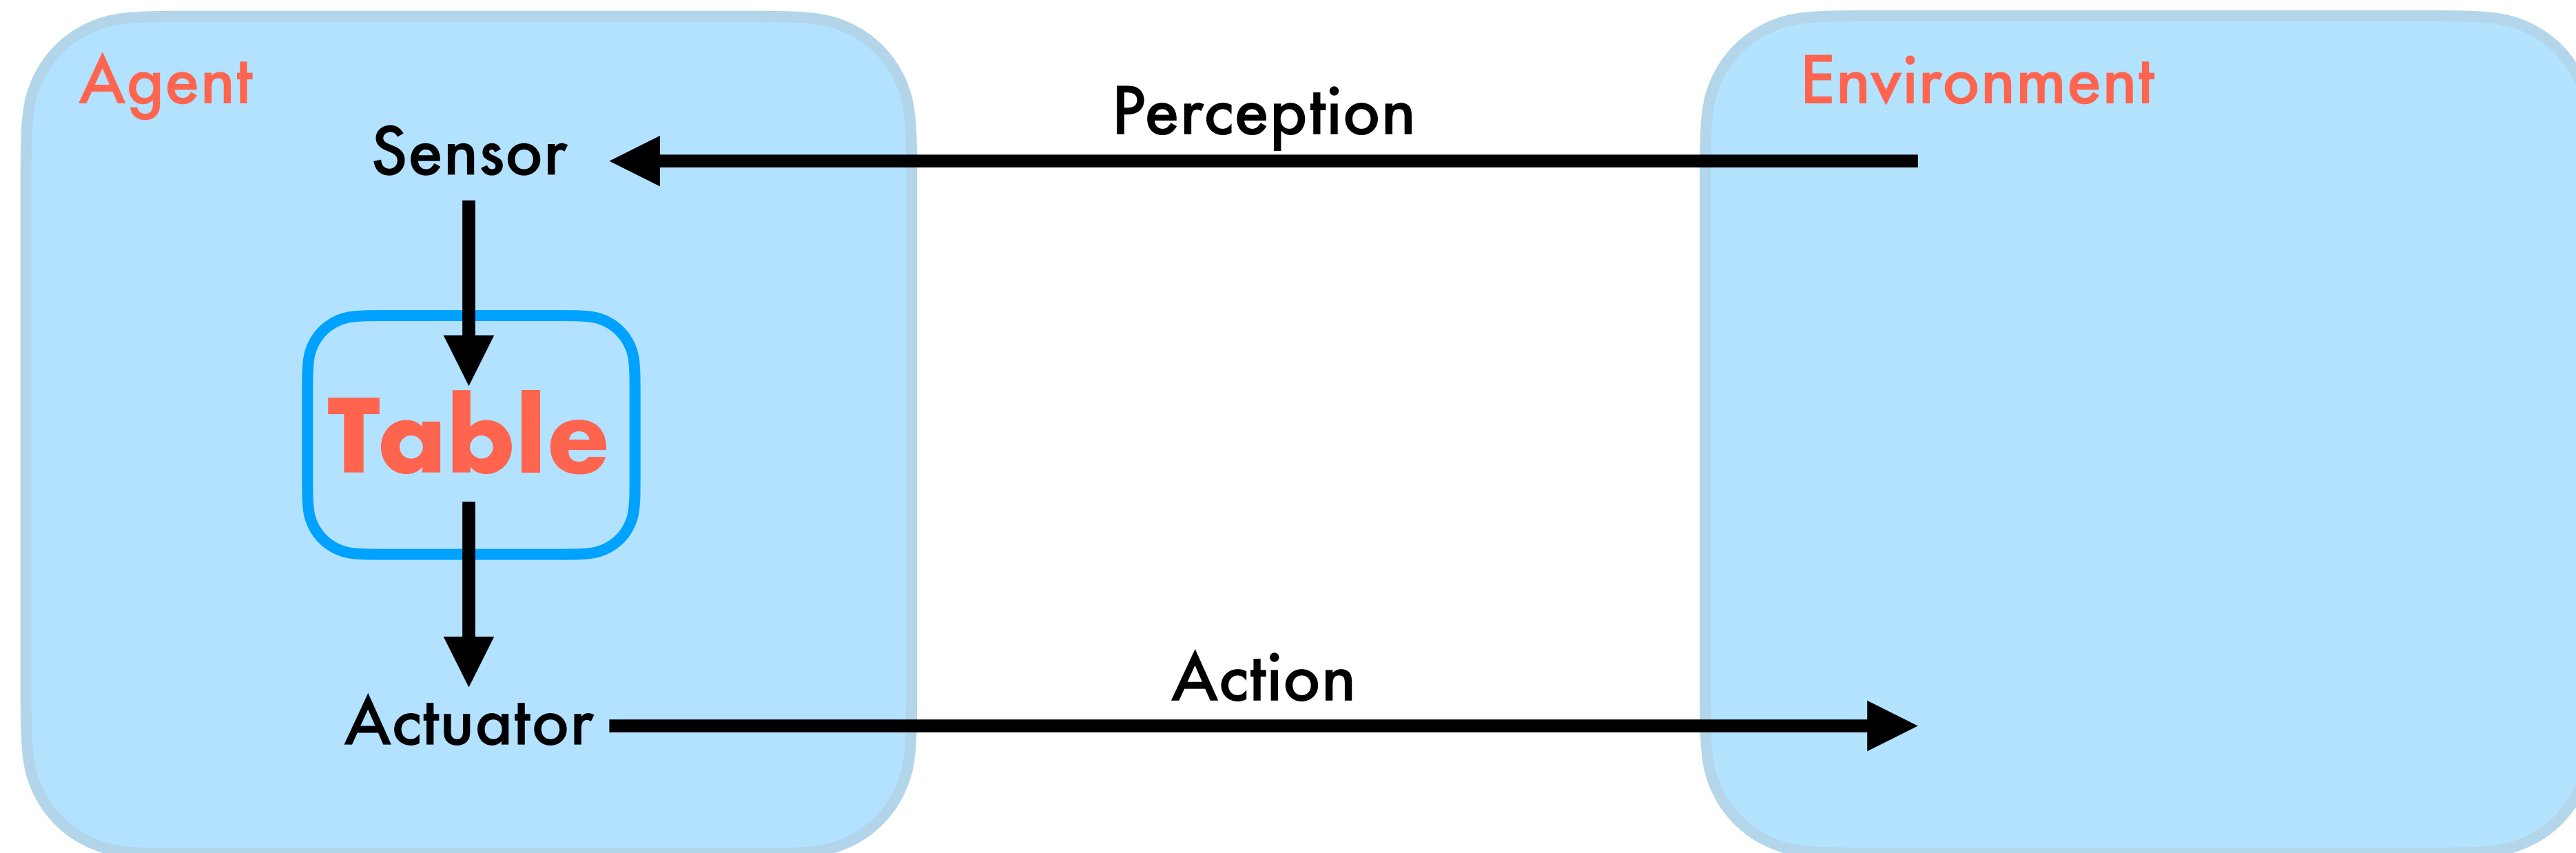 Agent
Environment
Perception
Sensor
Table
Action
Actuator